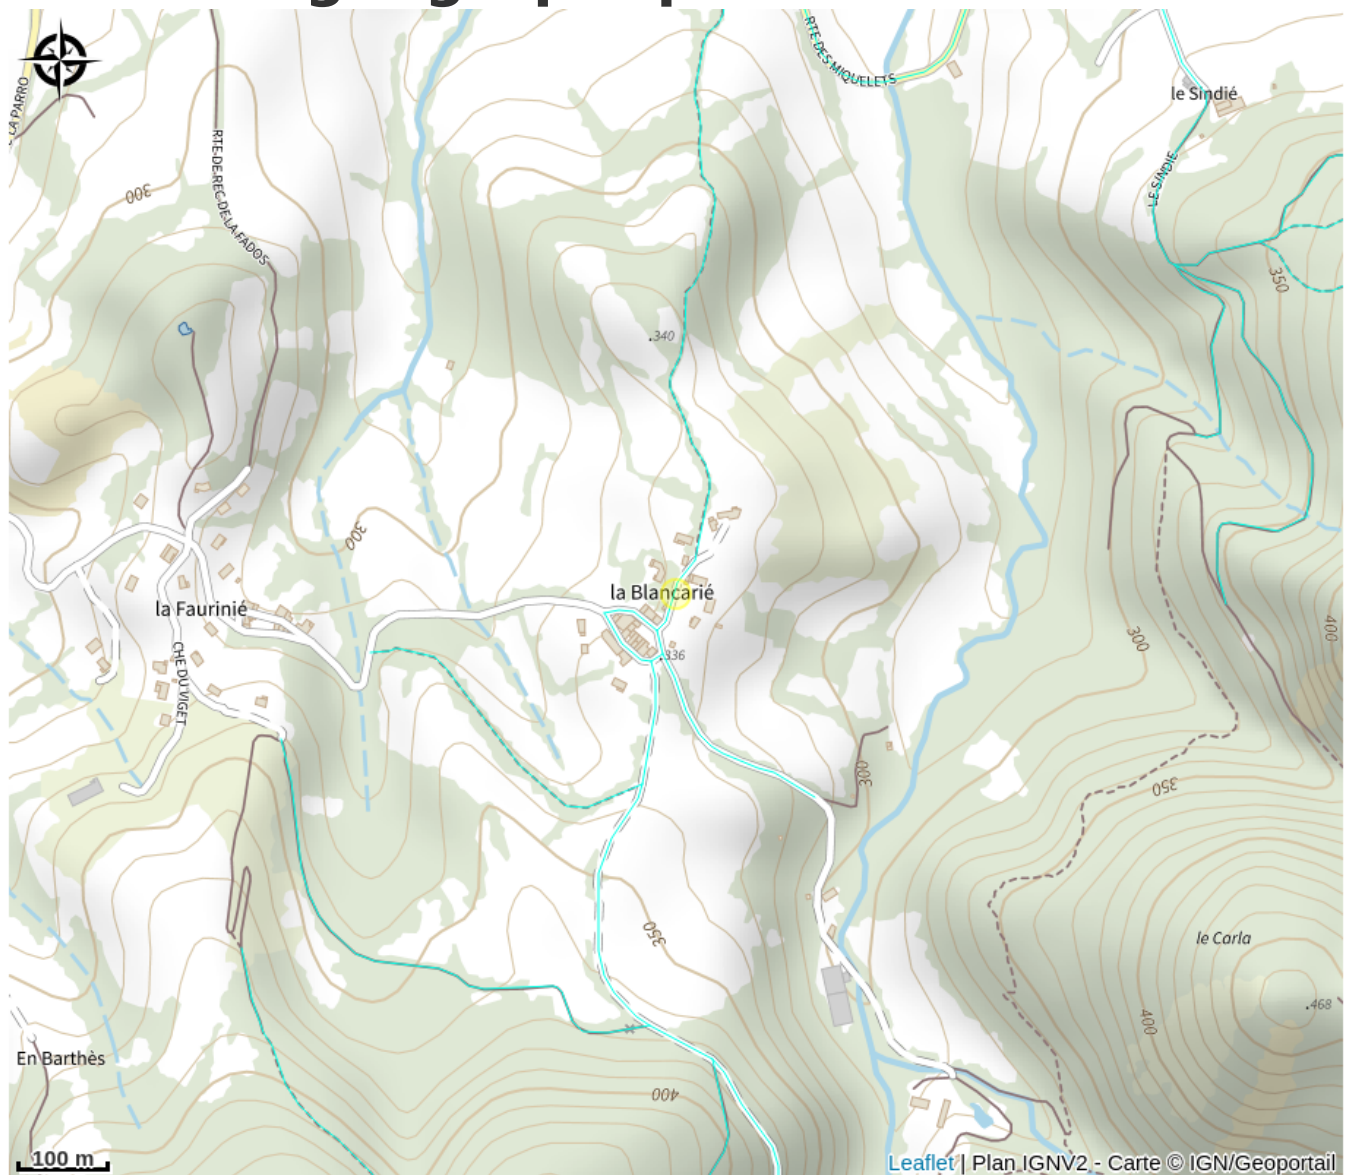 RTE DES MIQUELETS
le Sindié
LA PARRO
RTE DE REC DE LA FADOS
LE SINDIE
300
350
.340
300
la Blancarié
la Faurinié
.336
400
300
CHE DU VIGET
300
350
350
le Carla
.468
400
En Barthès
400
100 m
Leaflet | Plan IGNV2 - Carte © IGN/Geoportail